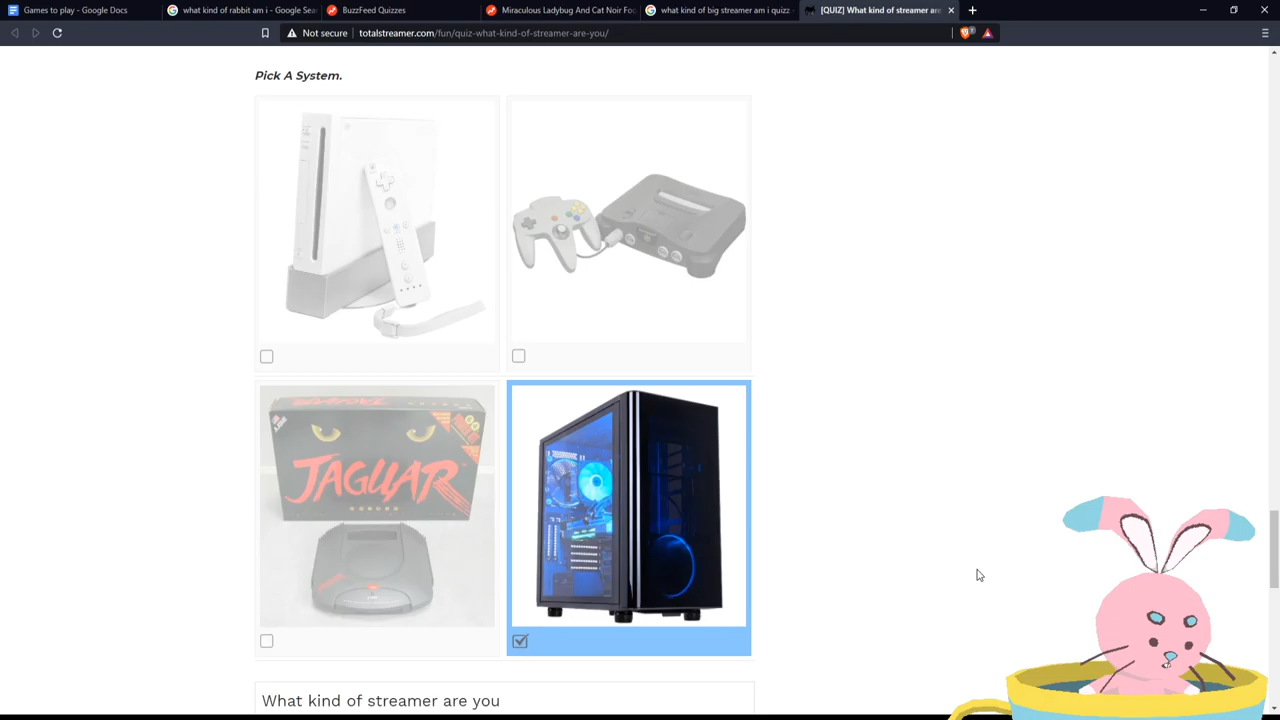 Games to play - Google Docs
what kind of rabbit am i - Google Sea
BuzzFeed Quizzes
Miraculous Ladybug And Cat Noir Foo
what kind of big streamer am i quizz -
[QUIZ] What kind of streamer are
Not secure
totalstreamer.com/fun/quiz-what-kind-of-streamer-are-you/
Pick A System.
JAGUAR
What kind of streamer are you